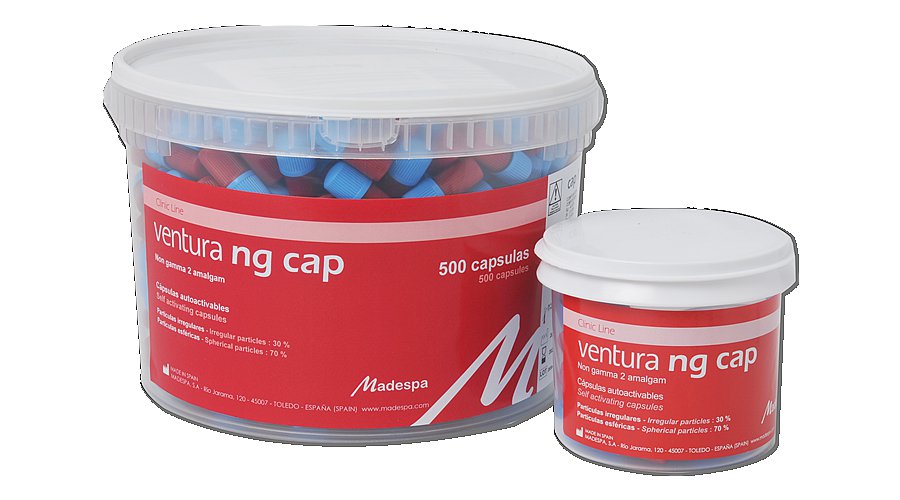 Clinic Line
ventura ng cap
Non gamma 2 amalgam
500 capsulas
500 capsules
Cápsulas autoactivables
Self activating capsules
Partículas irregulares - Irregular particles : 30 %
Partículas esféricas - Spherical particles : 70 %
Madespa
MADE IN SPAIN
MADESPA, S.A - Río Jarama, 120 - 45007 - TOLEDO - ESPAÑA (SPAIN) www.madespa.com
Clinic Line
ventura ng cap
Non gamma 2 amalgam
Cápsulas autoactivables
Self activating capsules
Partículas irregulares - Irregular particles : 30 %
Partículas esféricas - Spherical particles : 70 %
MADE IN SPAIN
MADESPA, S.A - Río Jarama, 120 - 45007 - TOLEDO - ESPAÑA (SPAIN)